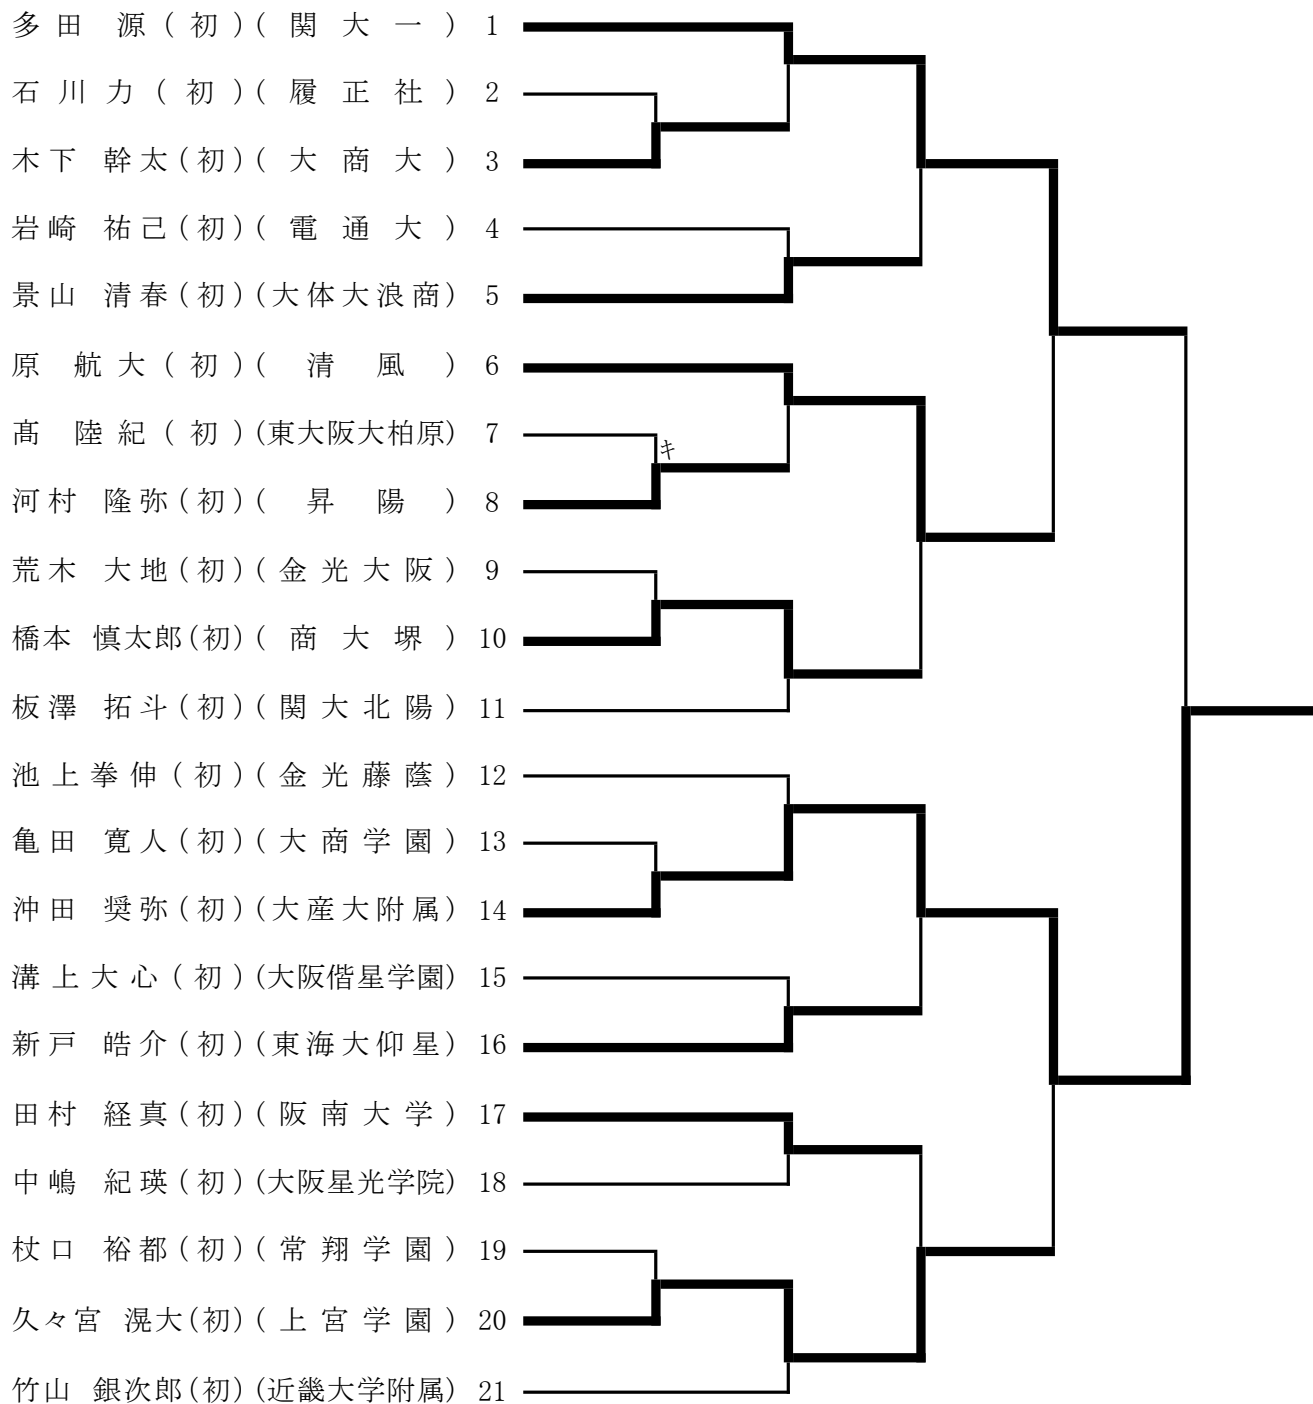 多田 源(初)(関大一) 1
石川力(初)(履正社) 2
木下 幹太(初)(大商大) 3
岩崎 祐己(初)(電通大) 4
景山 清春(初)(大体大浪商) 5
原 航大(初)(清風) 6
髙 陸紀(初)(東大阪大柏原) 7
キ
河村 隆弥(初)(昇陽) 8
荒木 大地(初)(金光大阪) 9
橋本 慎太郎(初)(商大堺) 10
板澤 拓斗(初)(関大北陽) 11
池上拳伸(初)(金光藤蔭) 12
亀田 寛人(初)(大商学園) 13
沖田 奨弥(初)(大産大附属) 14
溝上大心(初)(大阪偕星学園) 15
新戸 皓介(初)(東海大仰星) 16
田村 経真(初)(阪南大学) 17
中嶋 紀瑛(初)(大阪星光学院) 18
杖口 裕都(初)(常翔学園) 19
久々宮 滉大(初)(上宮学園) 20
竹山 銀次郎(初)(近畿大学附属) 21